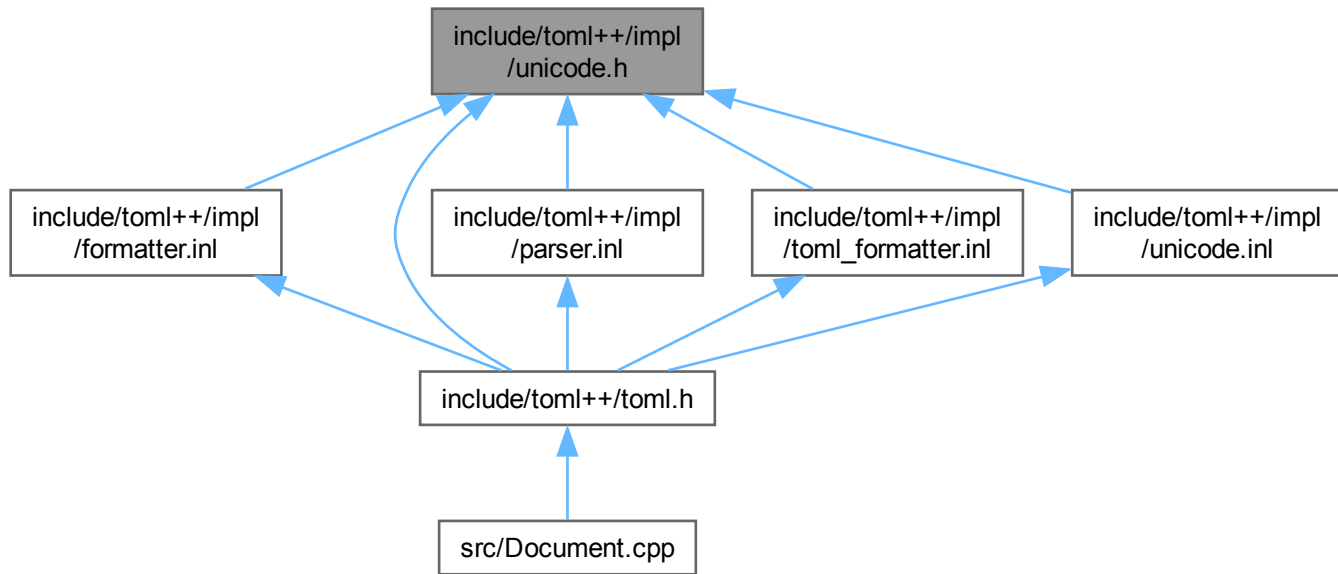 include/toml++/impl
/unicode.h
include/toml++/impl
/formatter.inl
include/toml++/impl
/parser.inl
include/toml++/impl
/toml_formatter.inl
include/toml++/impl
/unicode.inl
include/toml++/toml.h
src/Document.cpp